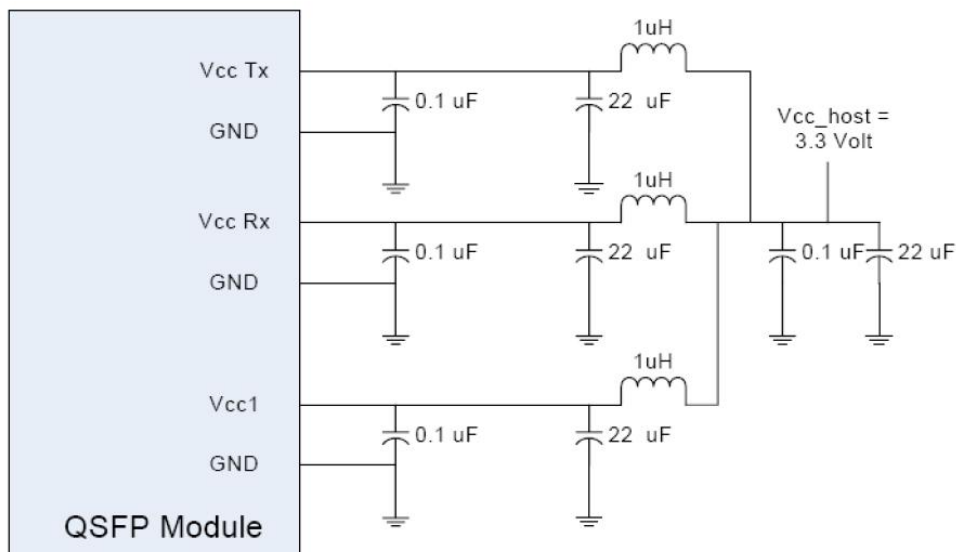 1uH
Vcc Tx
0.1 uF
22 uF
GND
Vcc_host =
3.3 Volt
1uH
Vcc Rx
0.1 uF
22 uF
0.1 uF
22 uF
GND
1uH
Vcc1
0.1 uF
22 uF
GND
QSFP Module